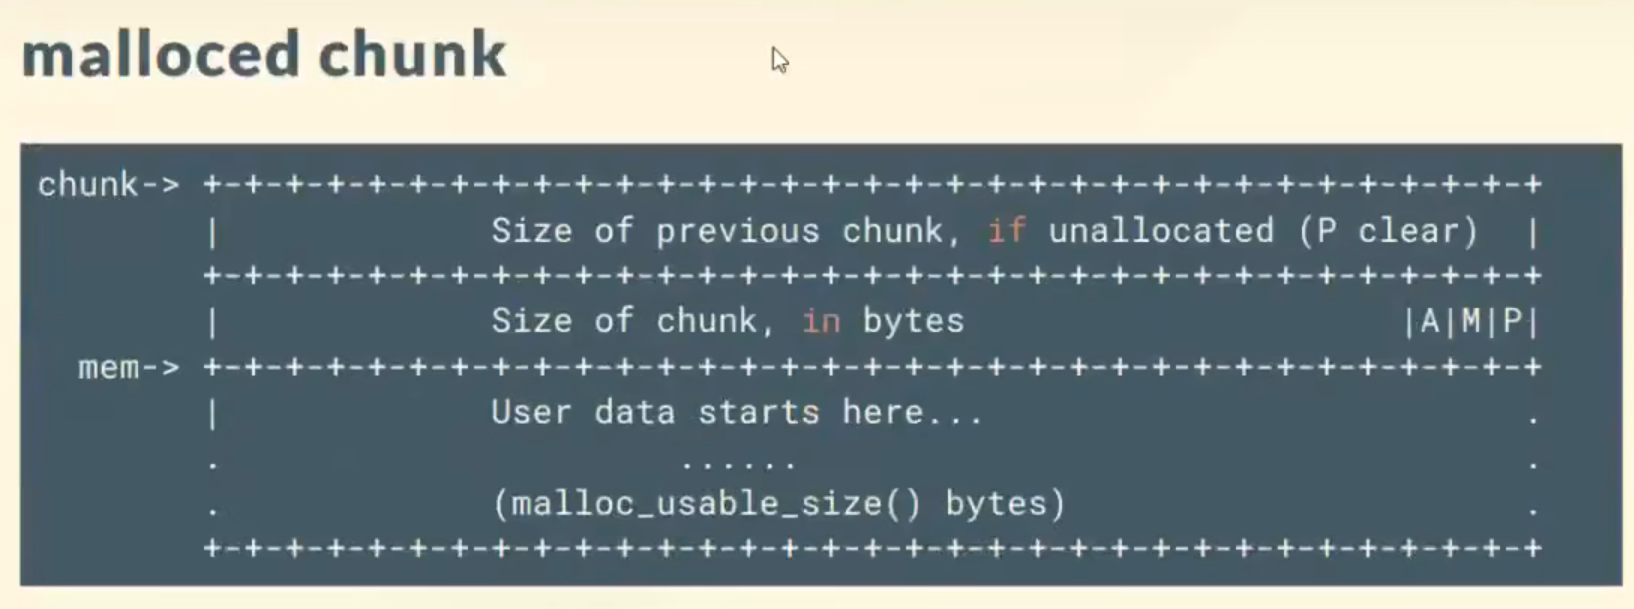 malloced chunk
chunk-> +-+-+-+-+-+-+-+-+-+-+-+-+-+-+-+-+-+-+-+-+-+-+-+-+-+-+-+-+-+-+-+-+
| Size of previous chunk, if unallocated (P clear) |
+-+-+-+-+-+-+-+-+-+-+-+-+-+-+-+-+-+-+-+-+-+-+-+-+-+-+-+-+-+-+-+-+
| Size of chunk, in bytes |A|M|P|
mem-> +-+-+-+-+-+-+-+-+-+-+-+-+-+-+-+-+-+-+-+-+-+-+-+-+-+-+-+-+-+-+-+-+
| User data starts here... .
. ...... .
. (malloc_usable_size() bytes) .
+-+-+-+-+-+-+-+-+-+-+-+-+-+-+-+-+-+-+-+-+-+-+-+-+-+-+-+-+-+-+-+-+